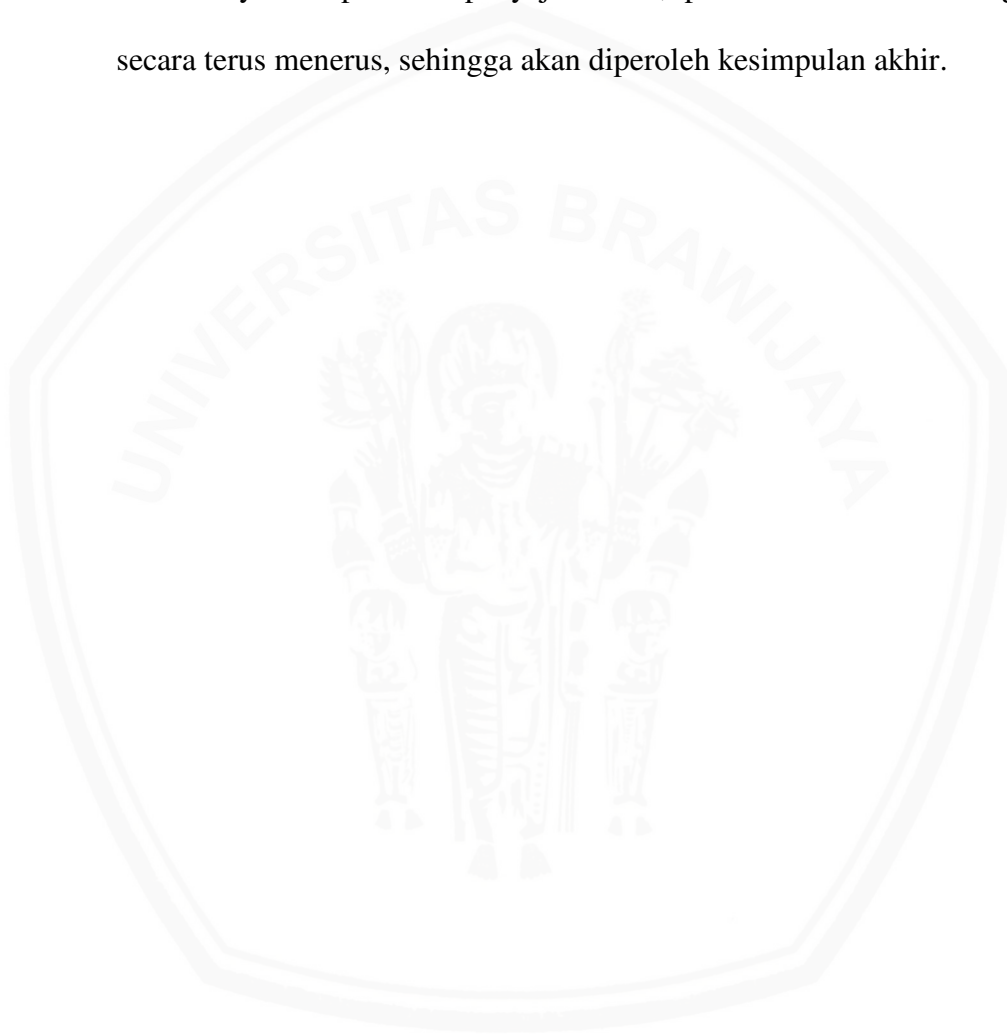 secara terus menerus, sehingga akan diperoleh kesimpulan akhir.
UNIVERSITAS BRAWIJAYA